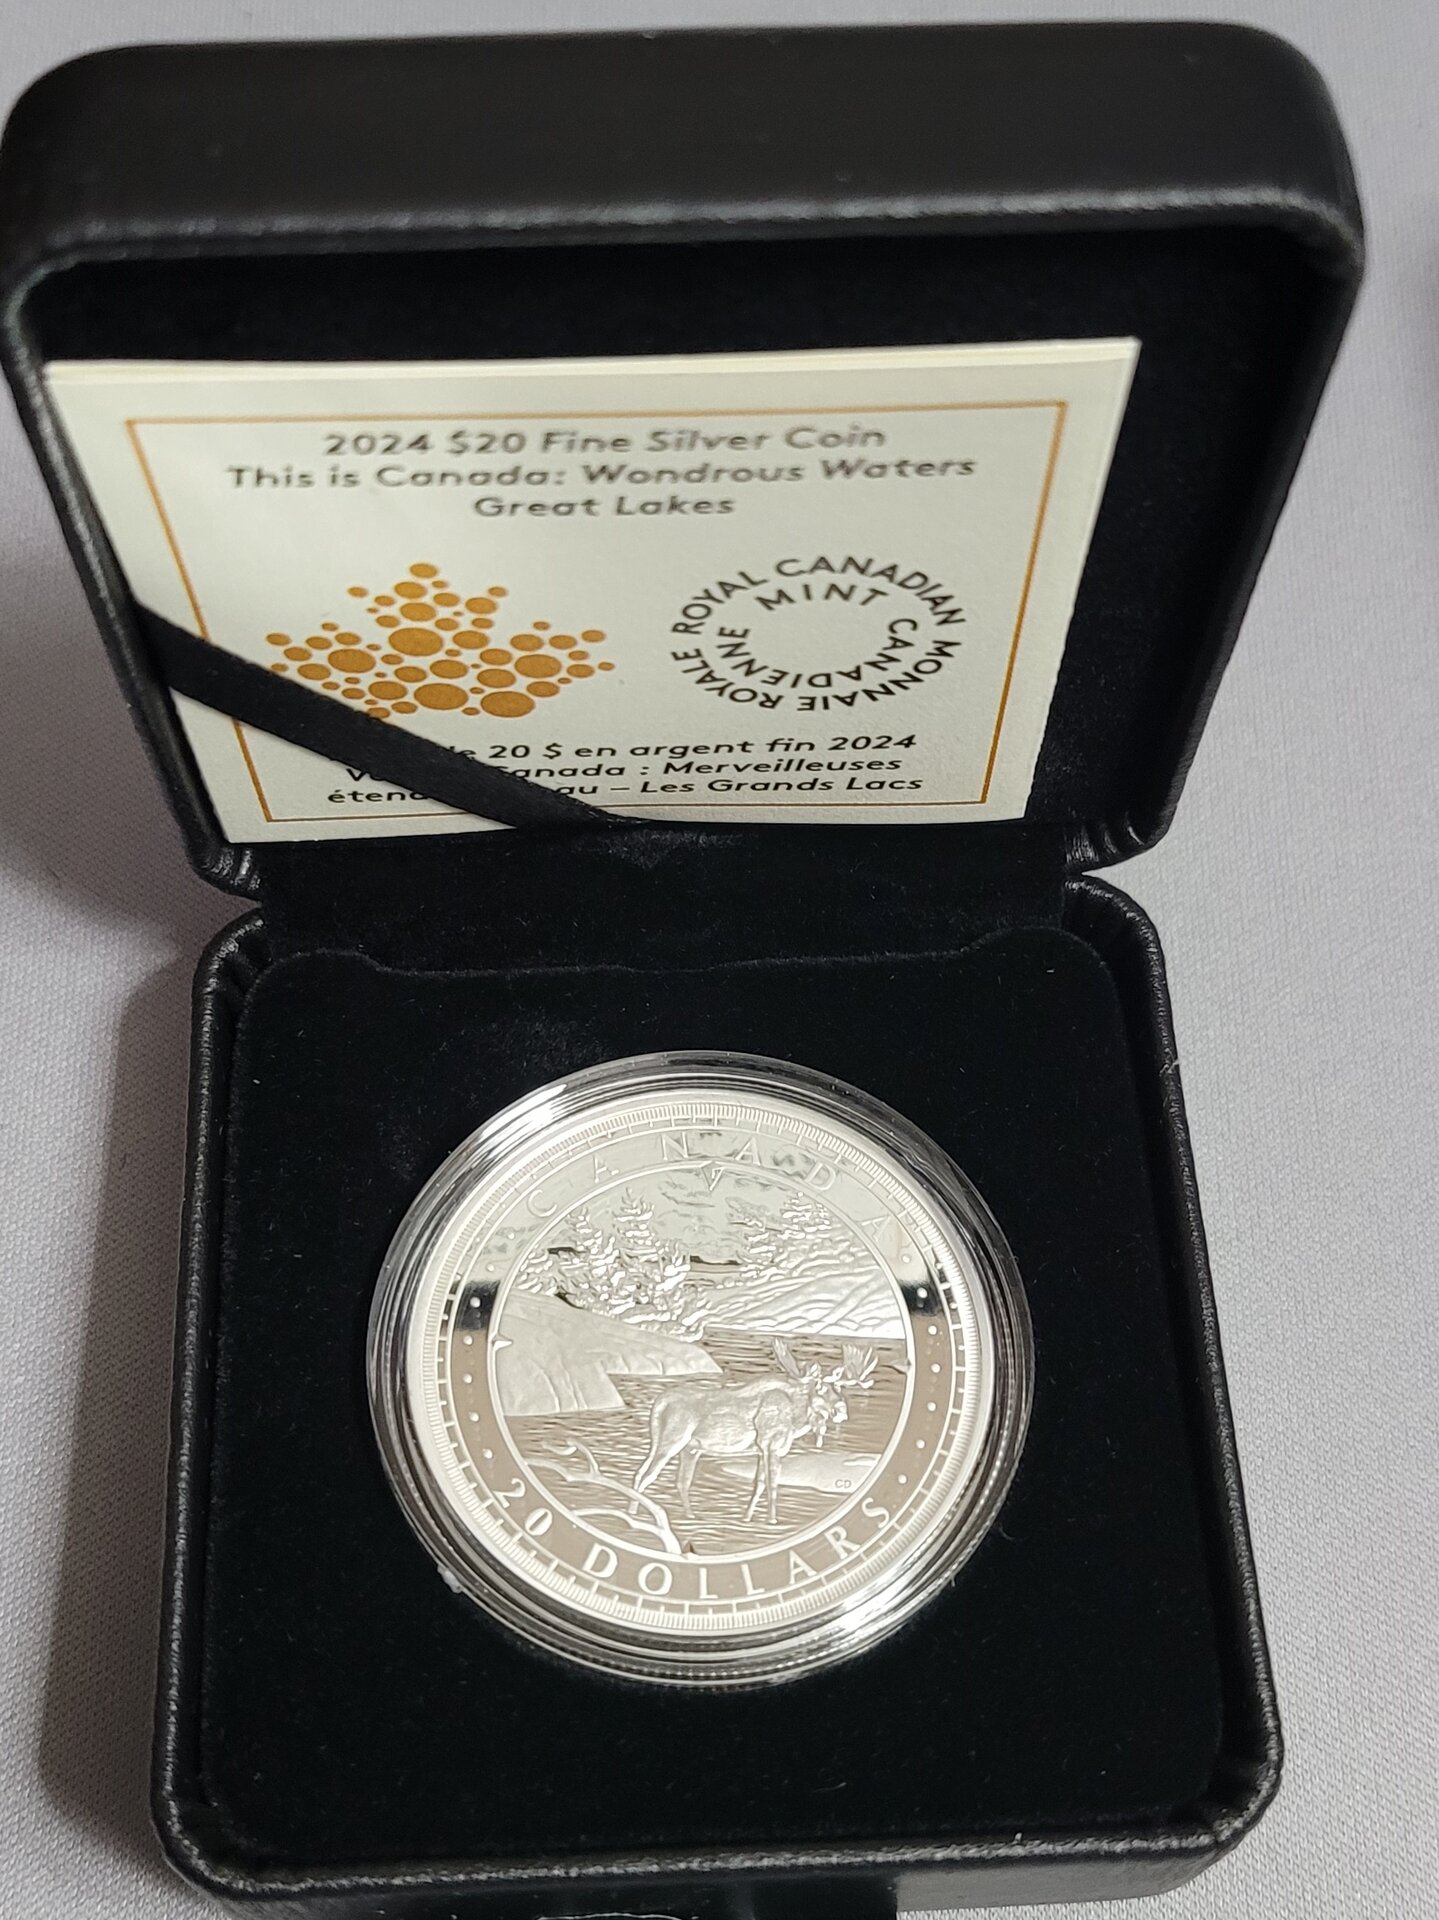 2024 $20 Fine Silver Coin
This is Canada: Wondrous Waters
Great Lakes
ROYAL CANADIAN MINT
MONNAIE ROYALE CANADIENNE
20 $ en argent fin 2024
Canada : Merveilleuses
– Les Grands Lacs
CANADA
CD
20 DOLLARS